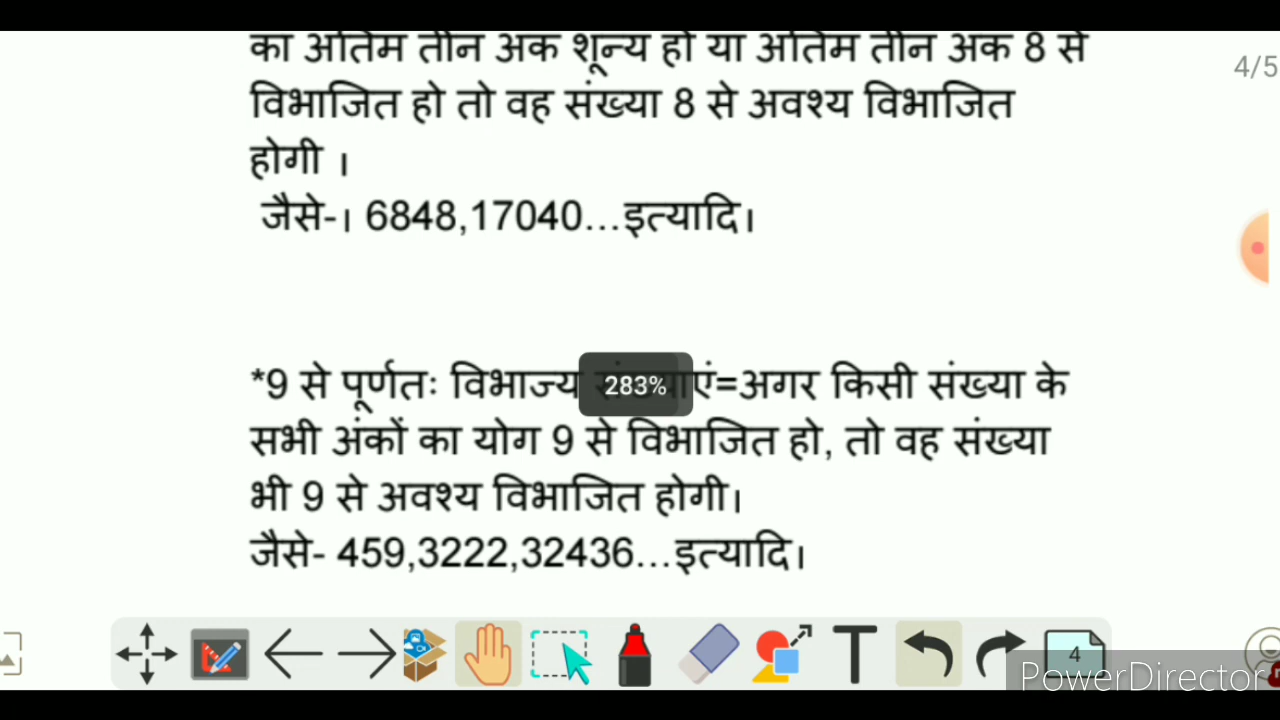 का अंतिम तीन अंक शून्य हो या अंतिम तीन अंक 8 से
4/5
विभाजित हो तो वह संख्या 8 से अवश्य विभाजित
होगी ।
जैसे-। 6848,17040...इत्यादि।
*9 से पूर्णतः विभाज्य =अगर किसी संख्या के
283%
सभी अंकों का योग 9 से विभाजित हो, तो वह संख्या
भी 9 से अवश्य विभाजित होगी।
जैसे- 459,3222,32436...इत्यादि।
4
PowerDirector